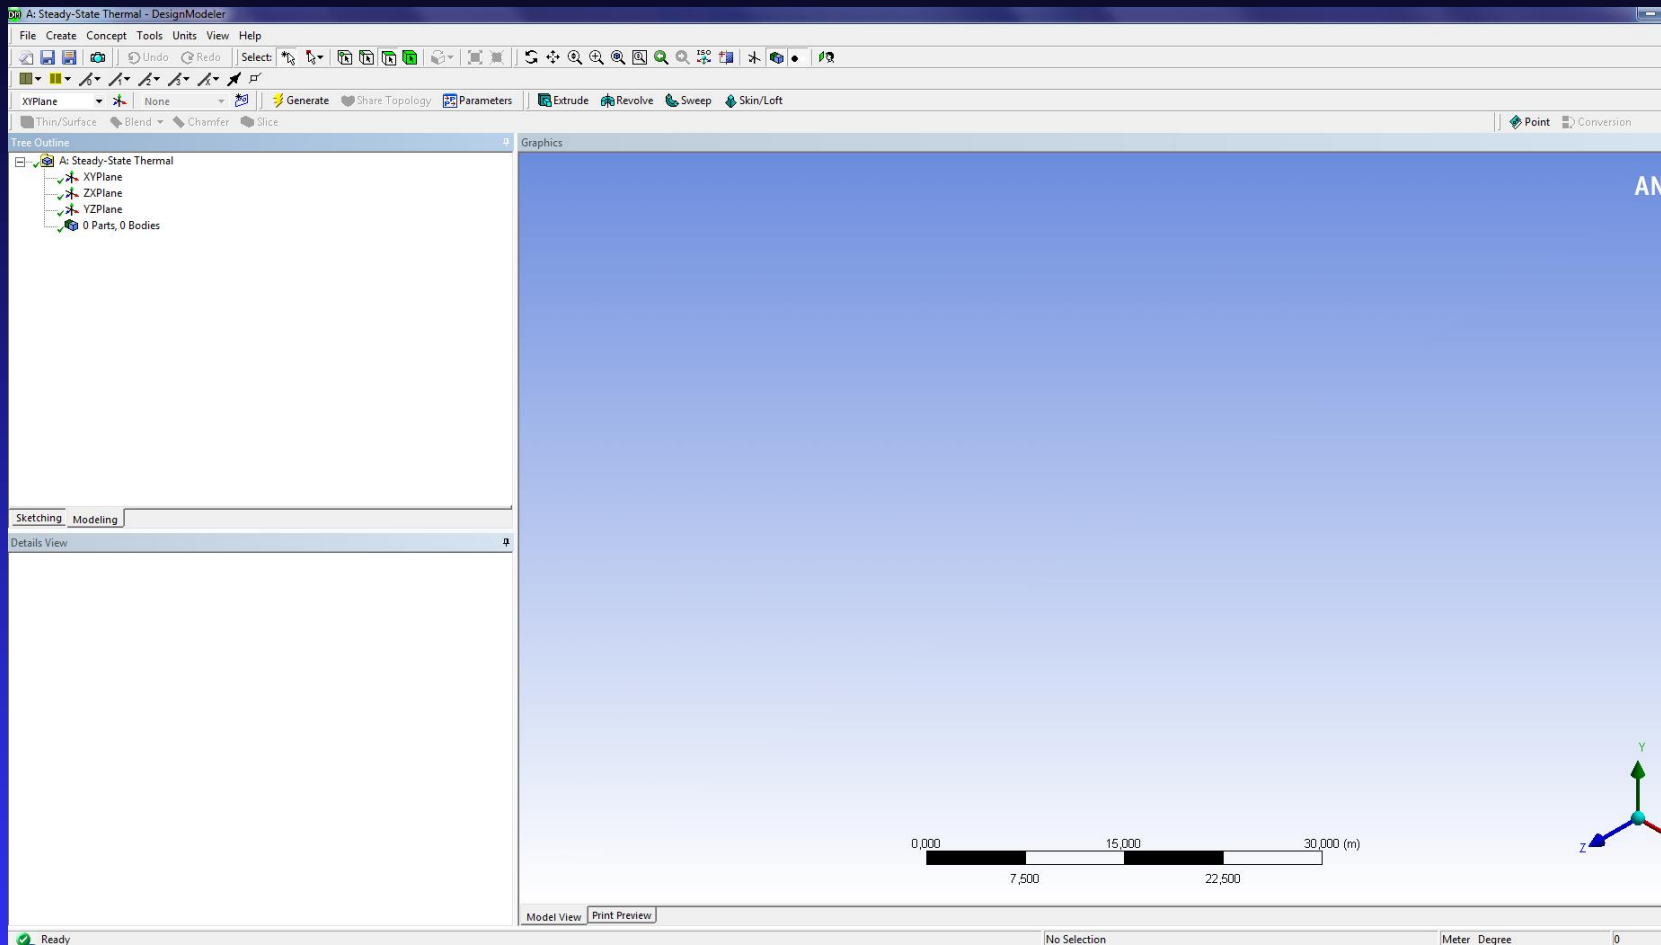 A: Steady-State Thermal - DesignModeler
File Create Concept Tools Units View Help
Undo Redo Select: ISO
XYPlane None Generate Share Topology Parameters Extrude Revolve Sweep Skin/Loft
Thin/Surface Blend Chamfer Slice Point Conversion
Tree Outline
A: Steady-State Thermal
XYPlane
ZXPlane
YZPlane
0 Parts, 0 Bodies
Sketching Modeling
Details View
Graphics
AN
Y
Z
0,000 15,000 30,000 (m)
7,500 22,500
Model View Print Preview
Ready No Selection Meter Degree 0